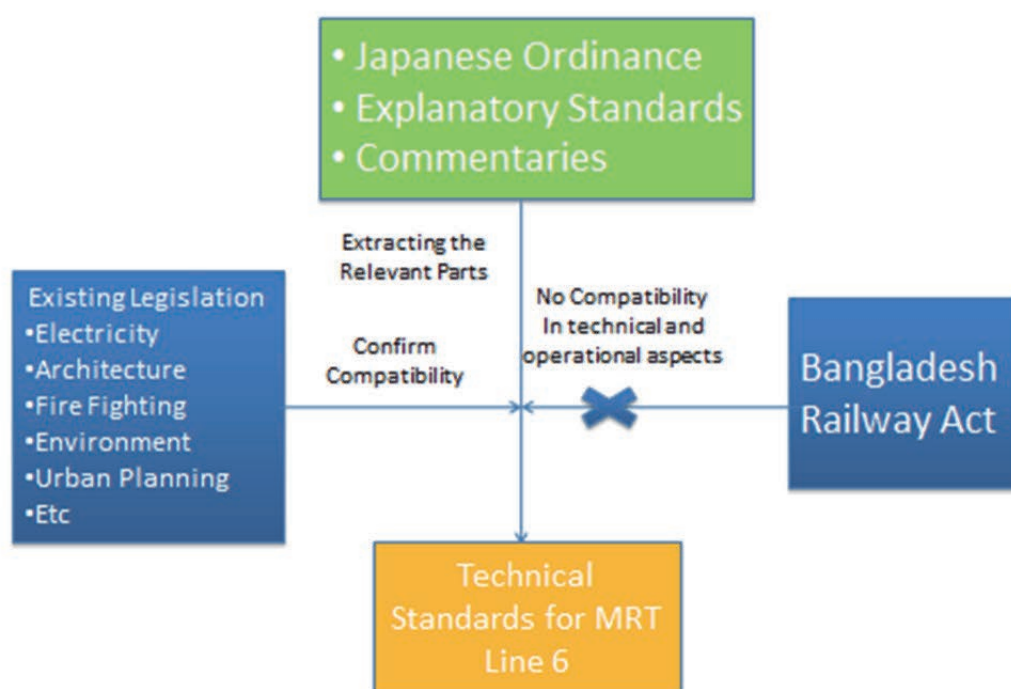 • Japanese Ordinance
• Explanatory Standards
• Commentaries
Extracting the
Relevant Parts
Existing Legislation
•Electricity
•Architecture
•Fire Fighting
•Environment
•Urban Planning
•Etc
Confirm
Compatibility
No Compatibility
In technical and
operational aspects
Bangladesh
Railway Act
Technical
Standards for MRT
Line 6